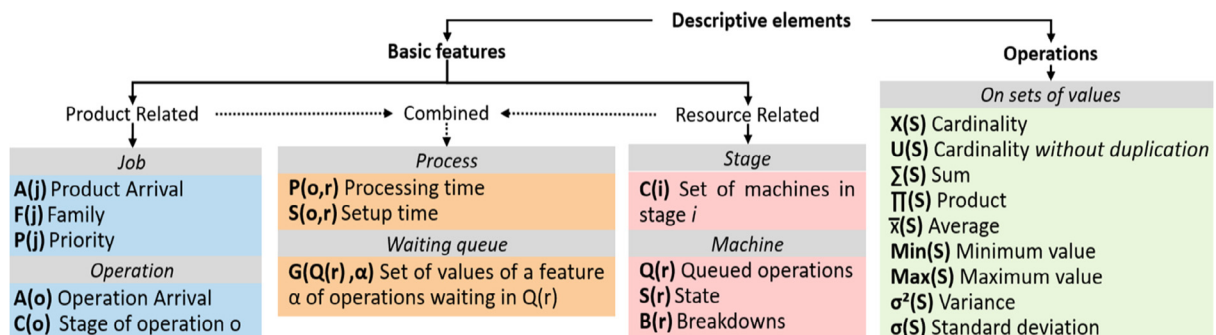 Descriptive elements
Basic features
Operations
Product Related
Combined
Resource Related
Job
A(j) Product Arrival
F(j) Family
P(j) Priority
Operation
A(o) Operation Arrival
C(o) Stage of operation o
Process
P(o,r) Processing time
S(o,r) Setup time
Waiting queue
G(Q(r) ,α) Set of values of a feature
α of operations waiting in Q(r)
Stage
C(i) Set of machines in
stage i
Machine
Q(r) Queued operations
S(r) State
B(r) Breakdowns
On sets of values
X(S) Cardinality
U(S) Cardinality without duplication
∑(S) Sum
∏(S) Product
x̅(S) Average
Min(S) Minimum value
Max(S) Maximum value
σ²(S) Variance
σ(S) Standard deviation